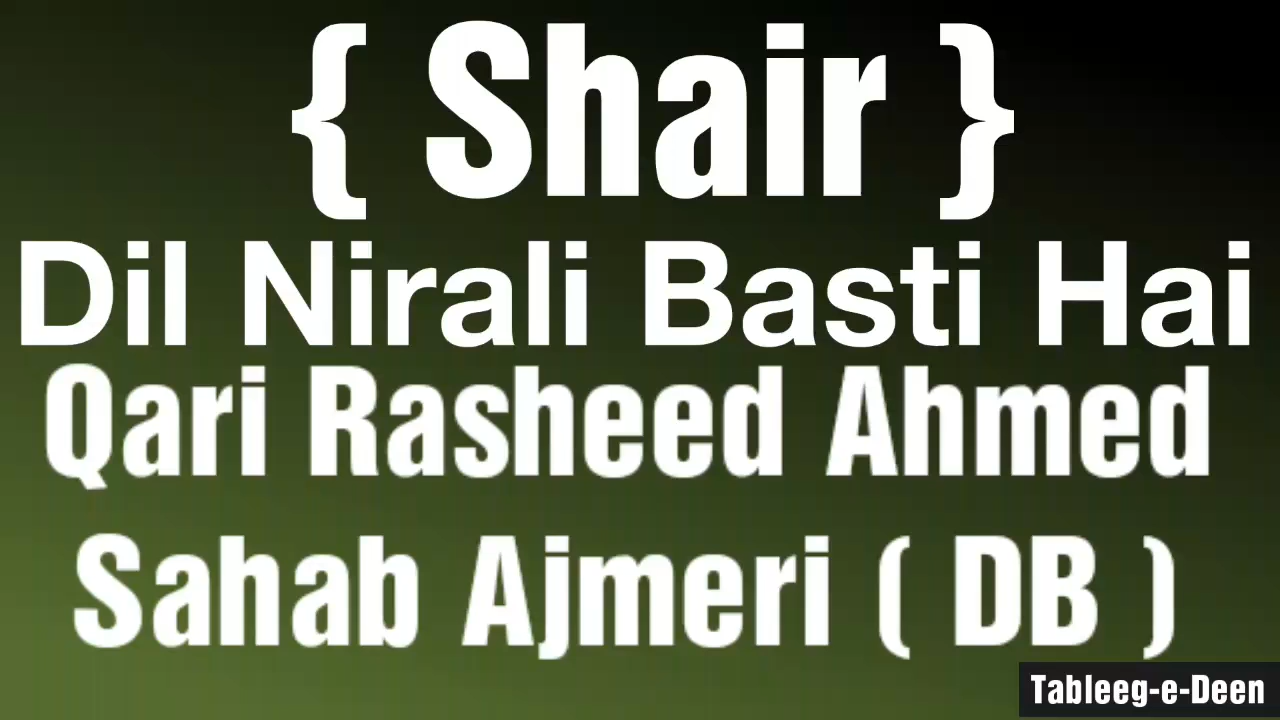 { Shair }
Dil Nirali Basti Hai
Qari Rasheed Ahmed
Sahab Ajmeri ( DB )
Tableeg-e-Deen